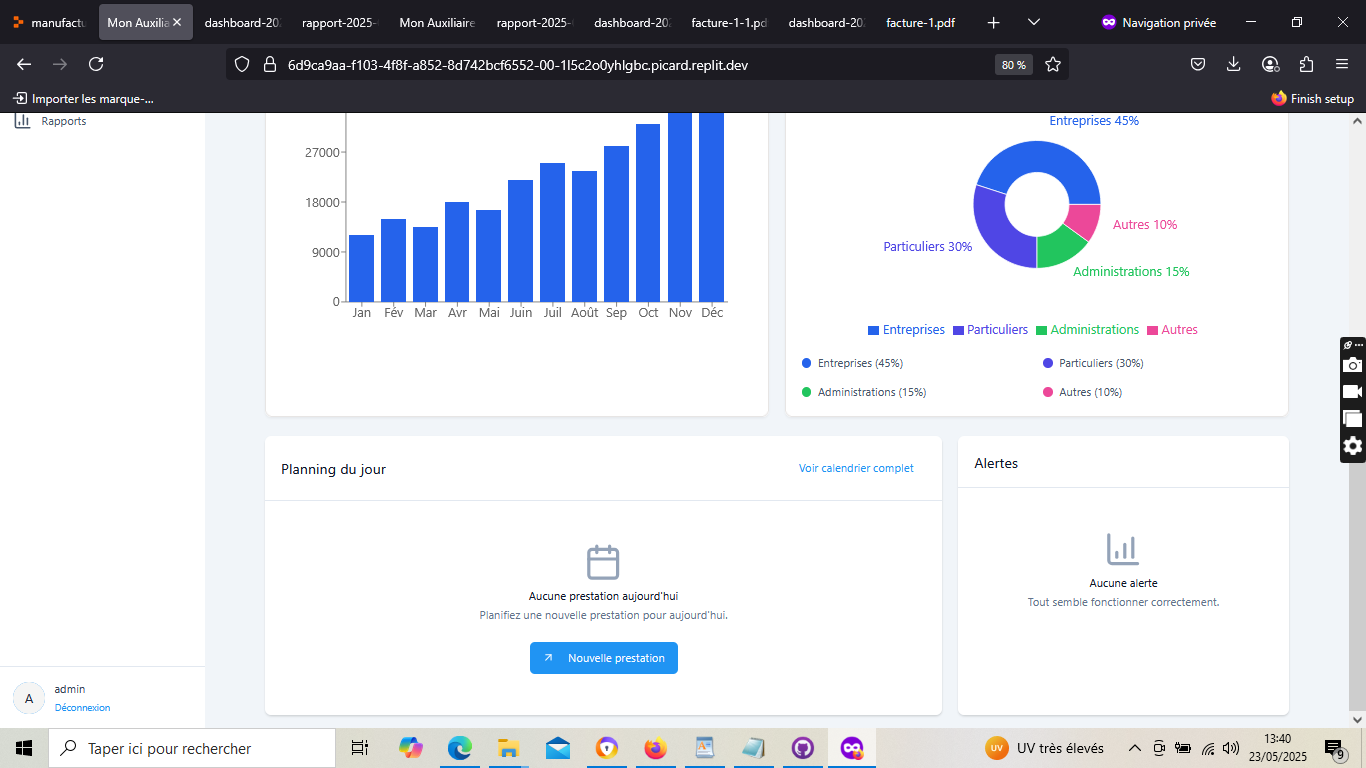 manufactu
Mon Auxilia
dashboard-20
rapport-2025-
Mon Auxiliaire
rapport-2025-
dashboard-20
facture-1-1.pd
dashboard-20
facture-1.pdf
Navigation privée
6d9ca9aa-f103-4f8f-a852-8d742bcf6552-00-1l5c2o0yhlgbc.picard.replit.dev
80 %
Importer les marque-...
Finish setup
Rapports
27000
18000
9000
0
Jan Fév Mar Avr Mai Juin Juil Août Sep Oct Nov Déc
Entreprises 45%
Autres 10%
Particuliers 30%
Administrations 15%
Entreprises Particuliers Administrations Autres
Entreprises (45%)
Particuliers (30%)
Administrations (15%)
Autres (10%)
Planning du jour
Voir calendrier complet
Aucune prestation aujourd'hui
Planifiez une nouvelle prestation pour aujourd'hui.
Nouvelle prestation
Alertes
Aucune alerte
Tout semble fonctionner correctement.
A
admin
Déconnexion
Taper ici pour rechercher
UV
UV très élevés
13:40
23/05/2025
9